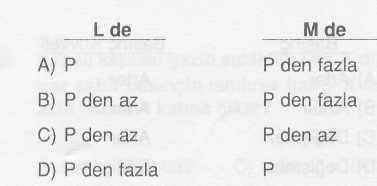 L de M de
A) P P den fazla
B) P den az P den fazla
C) P den az P den az
D) P den fazla P